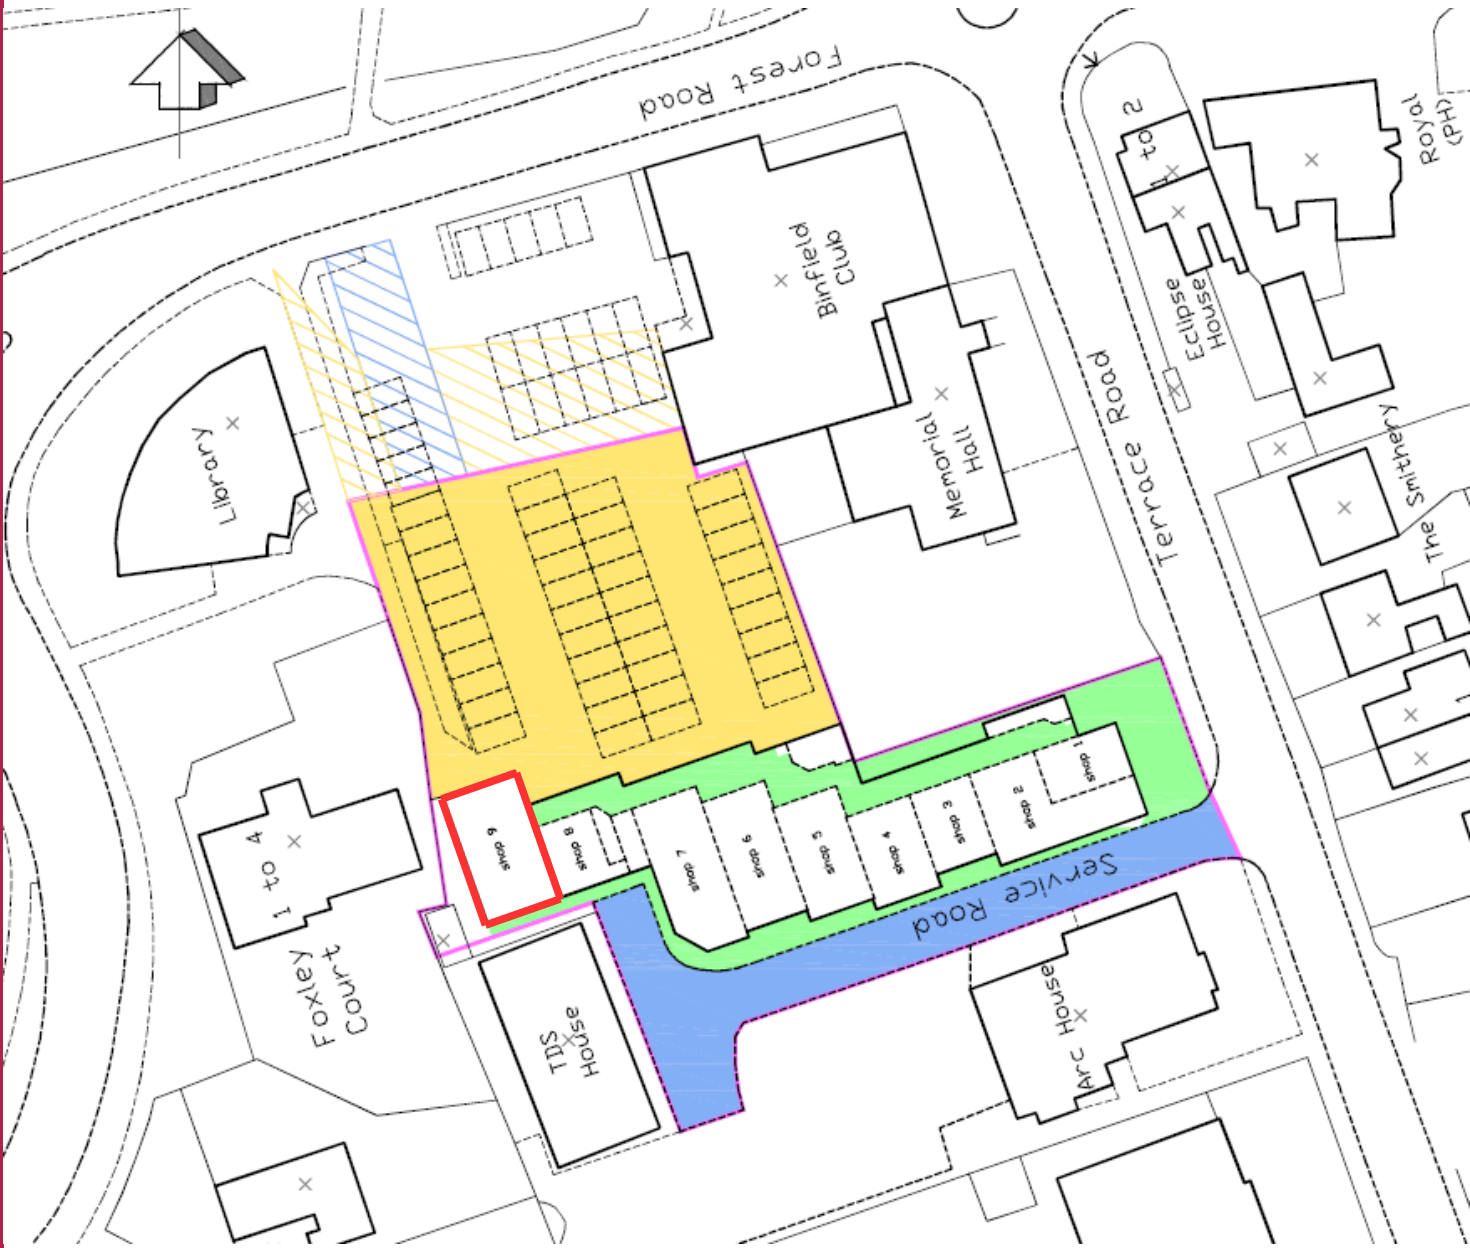 Forest Road
1 to 2
Royal
(PH)
Binfield
Club
Eclipse
House
Library
Memorial
Hall
Terrace Road
The Smithery
shop 1
shop 2
shop 3
shop 4
shop 5
shop 6
shop 7
shop 8
shop 9
1 to 4
Service Road
Foxley
Court
TDS
House
Arc House
1